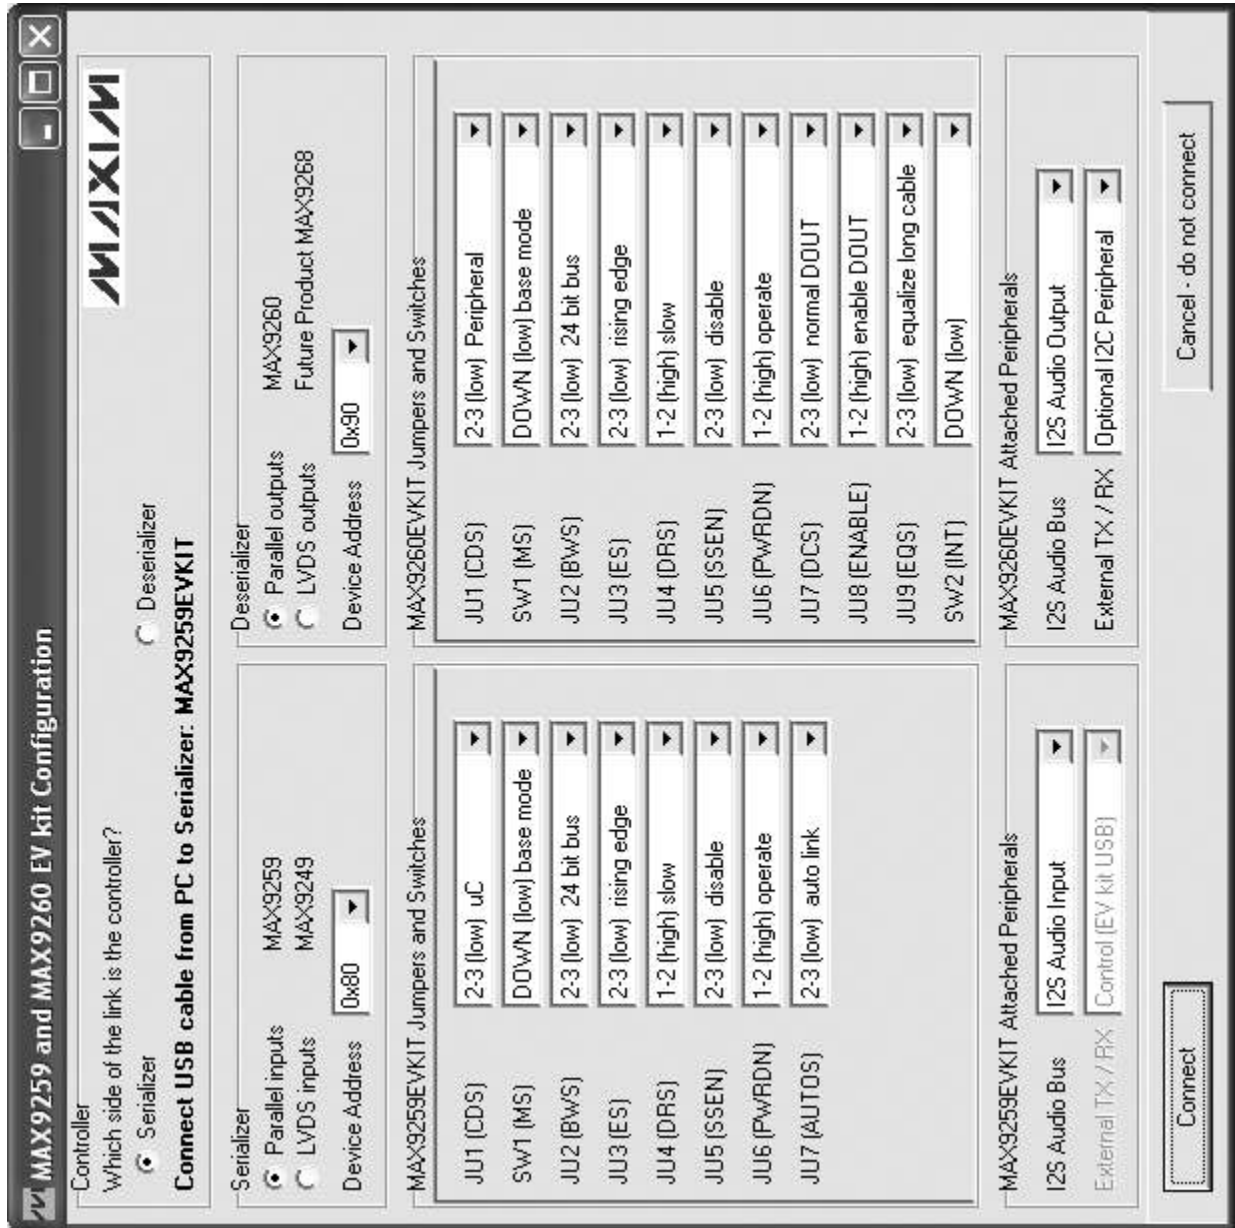 MAX9259 and MAX9260 EV kit Configuration
Controller
Which side of the link is the controller?
Serializer
Deserializer
Connect USB cable from PC to Serializer: MAX9259EVKIT
MAXIM
Serializer
Parallel inputs MAX9259
LVDS inputs MAX9249
Device Address 0x80
Deserializer
Parallel outputs MAX9260
LVDS outputs Future Product MAX9268
Device Address 0x90
MAX9259EVKIT Jumpers and Switches
JU1 (CDS) 2-3 (low) uC
SW1 (MS) DOWN (low) base mode
JU2 (BWS) 2-3 (low) 24 bit bus
JU3 (ES) 2-3 (low) rising edge
JU4 (DRS) 1-2 (high) slow
JU5 (SSEN) 2-3 (low) disable
JU6 (PWRDN) 1-2 (high) operate
JU7 (AUTOS) 2-3 (low) auto link
MAX9260EVKIT Jumpers and Switches
JU1 (CDS) 2-3 (low) Peripheral
SW1 (MS) DOWN (low) base mode
JU2 (BWS) 2-3 (low) 24 bit bus
JU3 (ES) 2-3 (low) rising edge
JU4 (DRS) 1-2 (high) slow
JU5 (SSEN) 2-3 (low) disable
JU6 (PWRDN) 1-2 (high) operate
JU7 (DCS) 2-3 (low) normal DOUT
JU8 (ENABLE) 1-2 (high) enable DOUT
JU9 (EQS) 2-3 (low) equalize long cable
SW2 (INT) DOWN (low)
MAX9259EVKIT Attached Peripherals
I2S Audio Bus I2S Audio Input
External TX / RX Control (EV kit USB)
MAX9260EVKIT Attached Peripherals
I2S Audio Bus I2S Audio Output
External TX / RX Optional I2C Peripheral
Connect
Cancel - do not connect